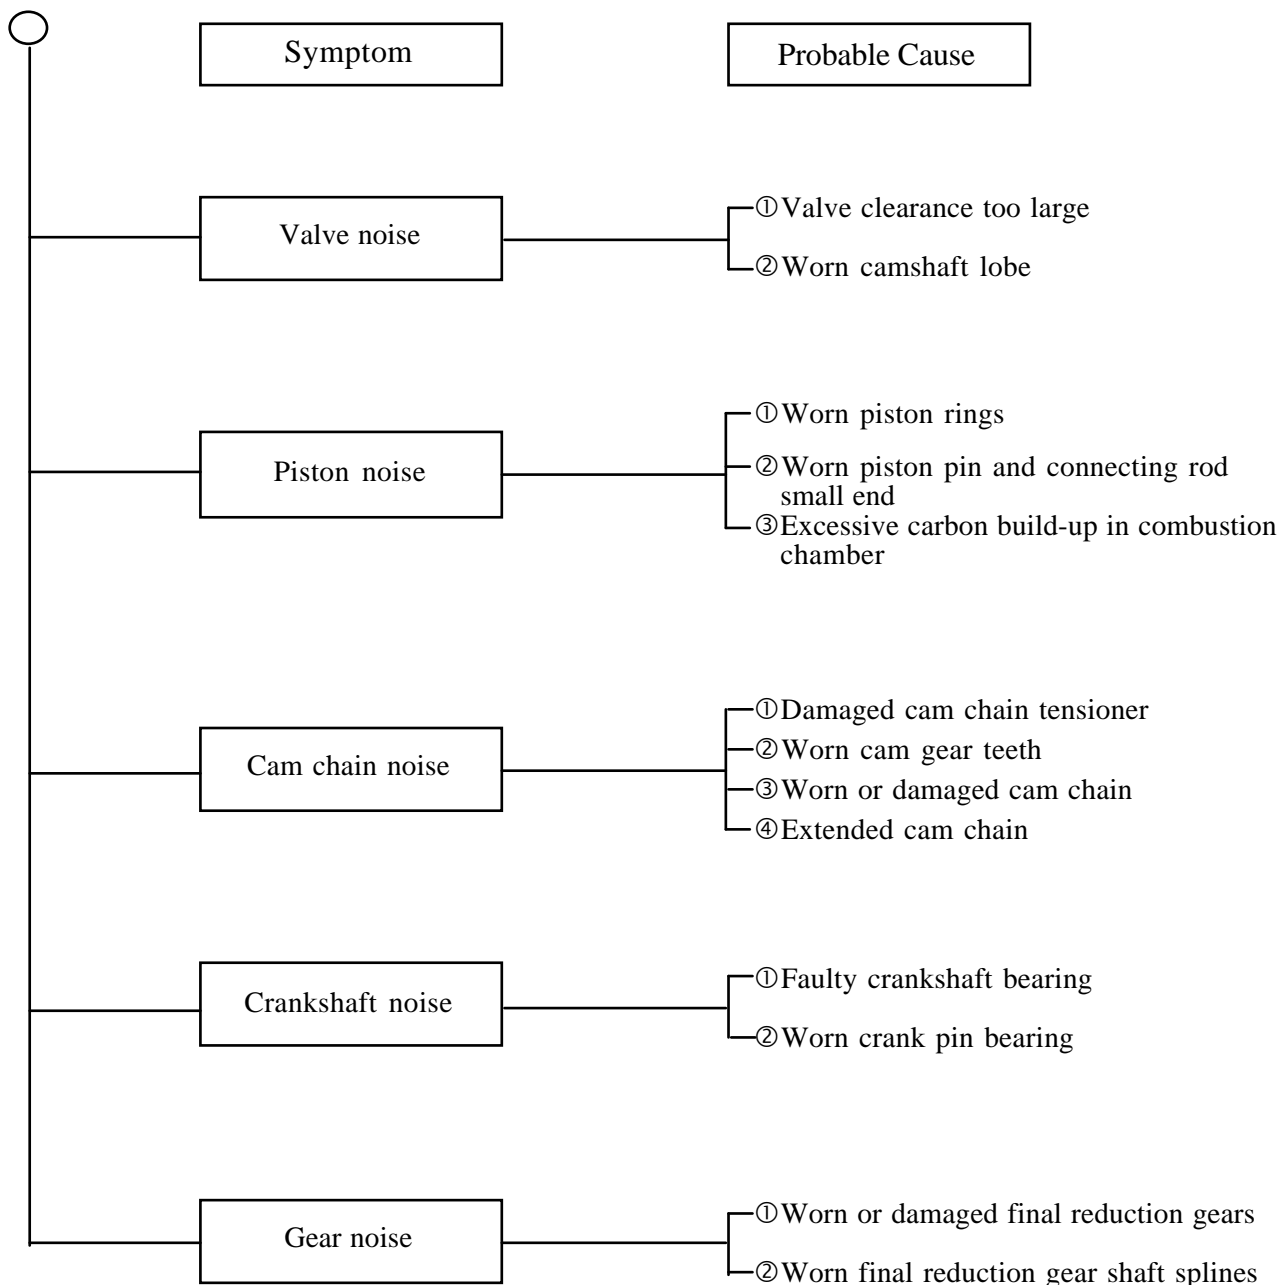 Symptom
Probable Cause
Valve noise
①Valve clearance too large
②Worn camshaft lobe
Piston noise
①Worn piston rings
②Worn piston pin and connecting rod
small end
③Excessive carbon build-up in combustion
chamber
Cam chain noise
①Damaged cam chain tensioner
②Worn cam gear teeth
③Worn or damaged cam chain
④Extended cam chain
Crankshaft noise
①Faulty crankshaft bearing
②Worn crank pin bearing
Gear noise
①Worn or damaged final reduction gears
②Worn final reduction gear shaft splines